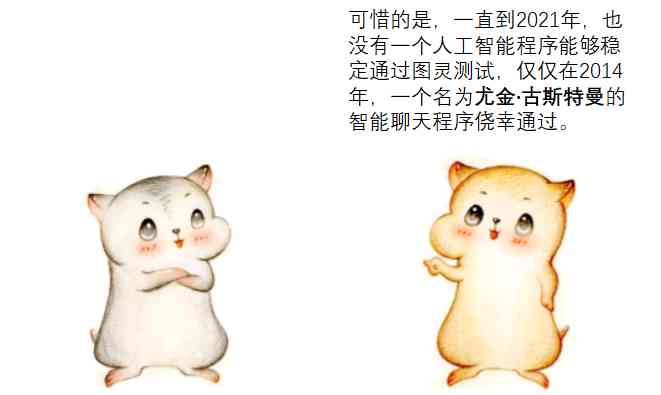 可惜的是，一直到2021年，也
没有一个人工智能程序能够稳
定通过图灵测试，仅仅在2014
年，一个名为尤金·古斯特曼的
智能聊天程序侥幸通过。